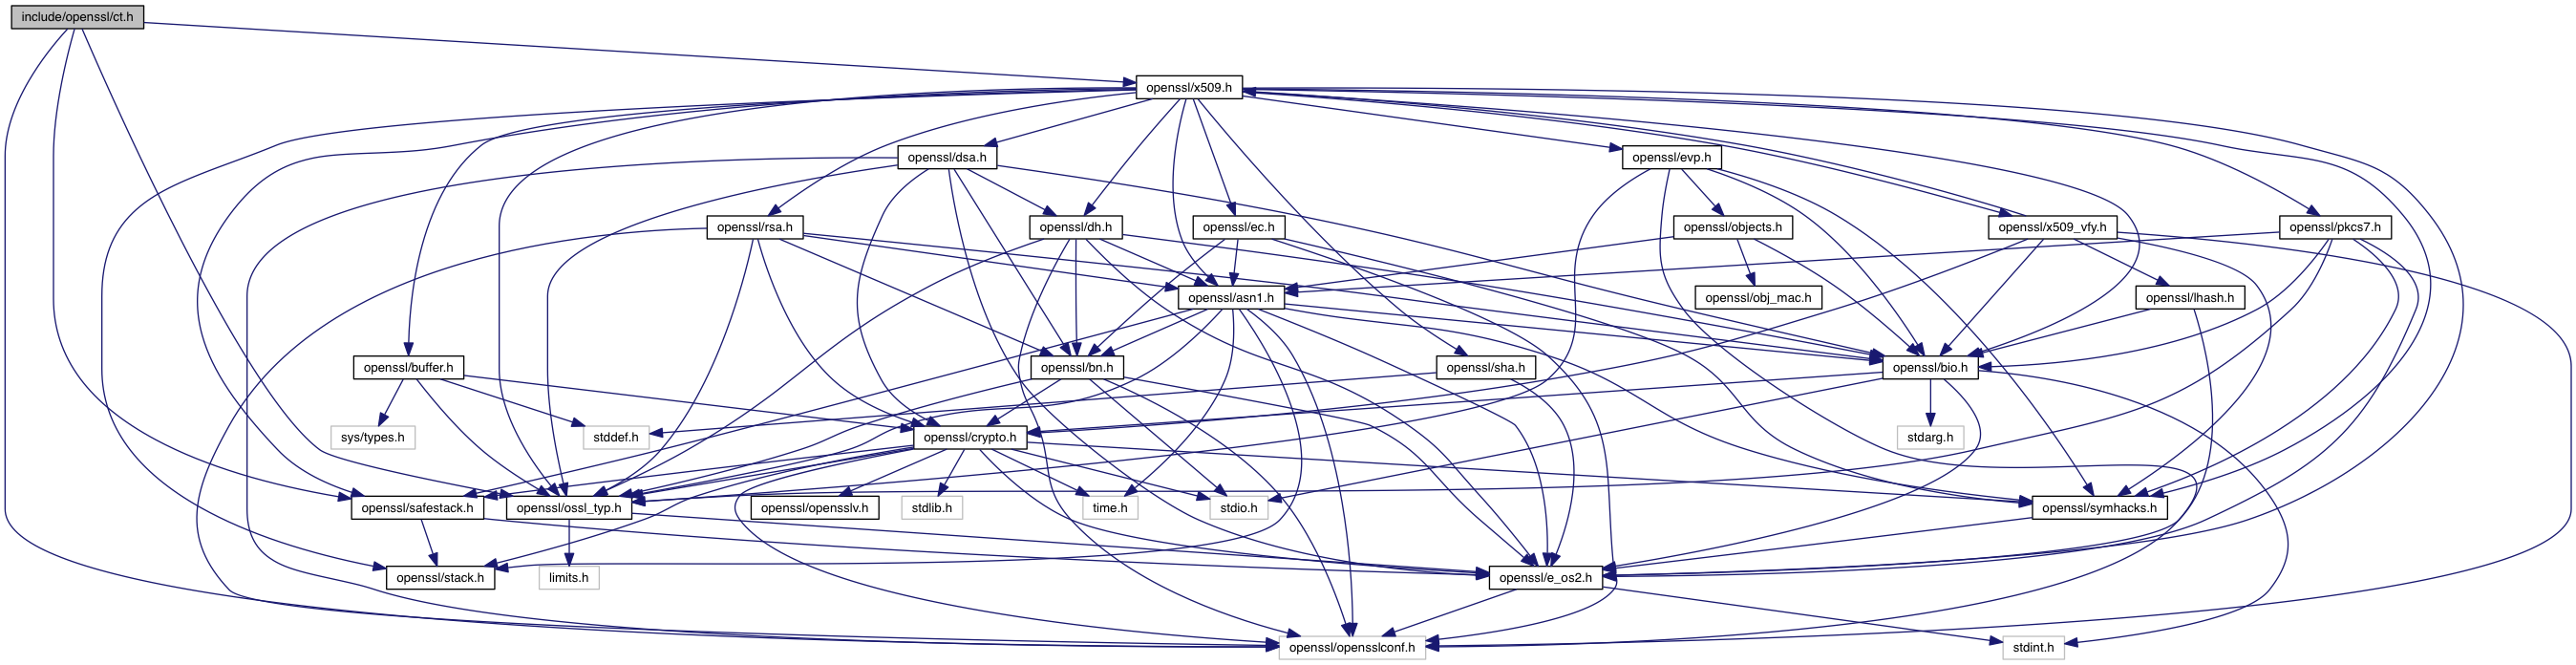 include/openssl/ct.h
openssl/x509.h
openssl/dsa.h
openssl/evp.h
openssl/rsa.h
openssl/dh.h
openssl/ec.h
openssl/objects.h
openssl/x509_vfy.h
openssl/pkcs7.h
openssl/asn1.h
openssl/obj_mac.h
openssl/lhash.h
openssl/buffer.h
openssl/bn.h
openssl/sha.h
openssl/bio.h
sys/types.h
stddef.h
openssl/crypto.h
stdarg.h
openssl/safestack.h
openssl/ossl_typ.h
openssl/opensslv.h
stdlib.h
time.h
stdio.h
openssl/symhacks.h
openssl/stack.h
limits.h
openssl/e_os2.h
openssl/opensslconf.h
stdint.h